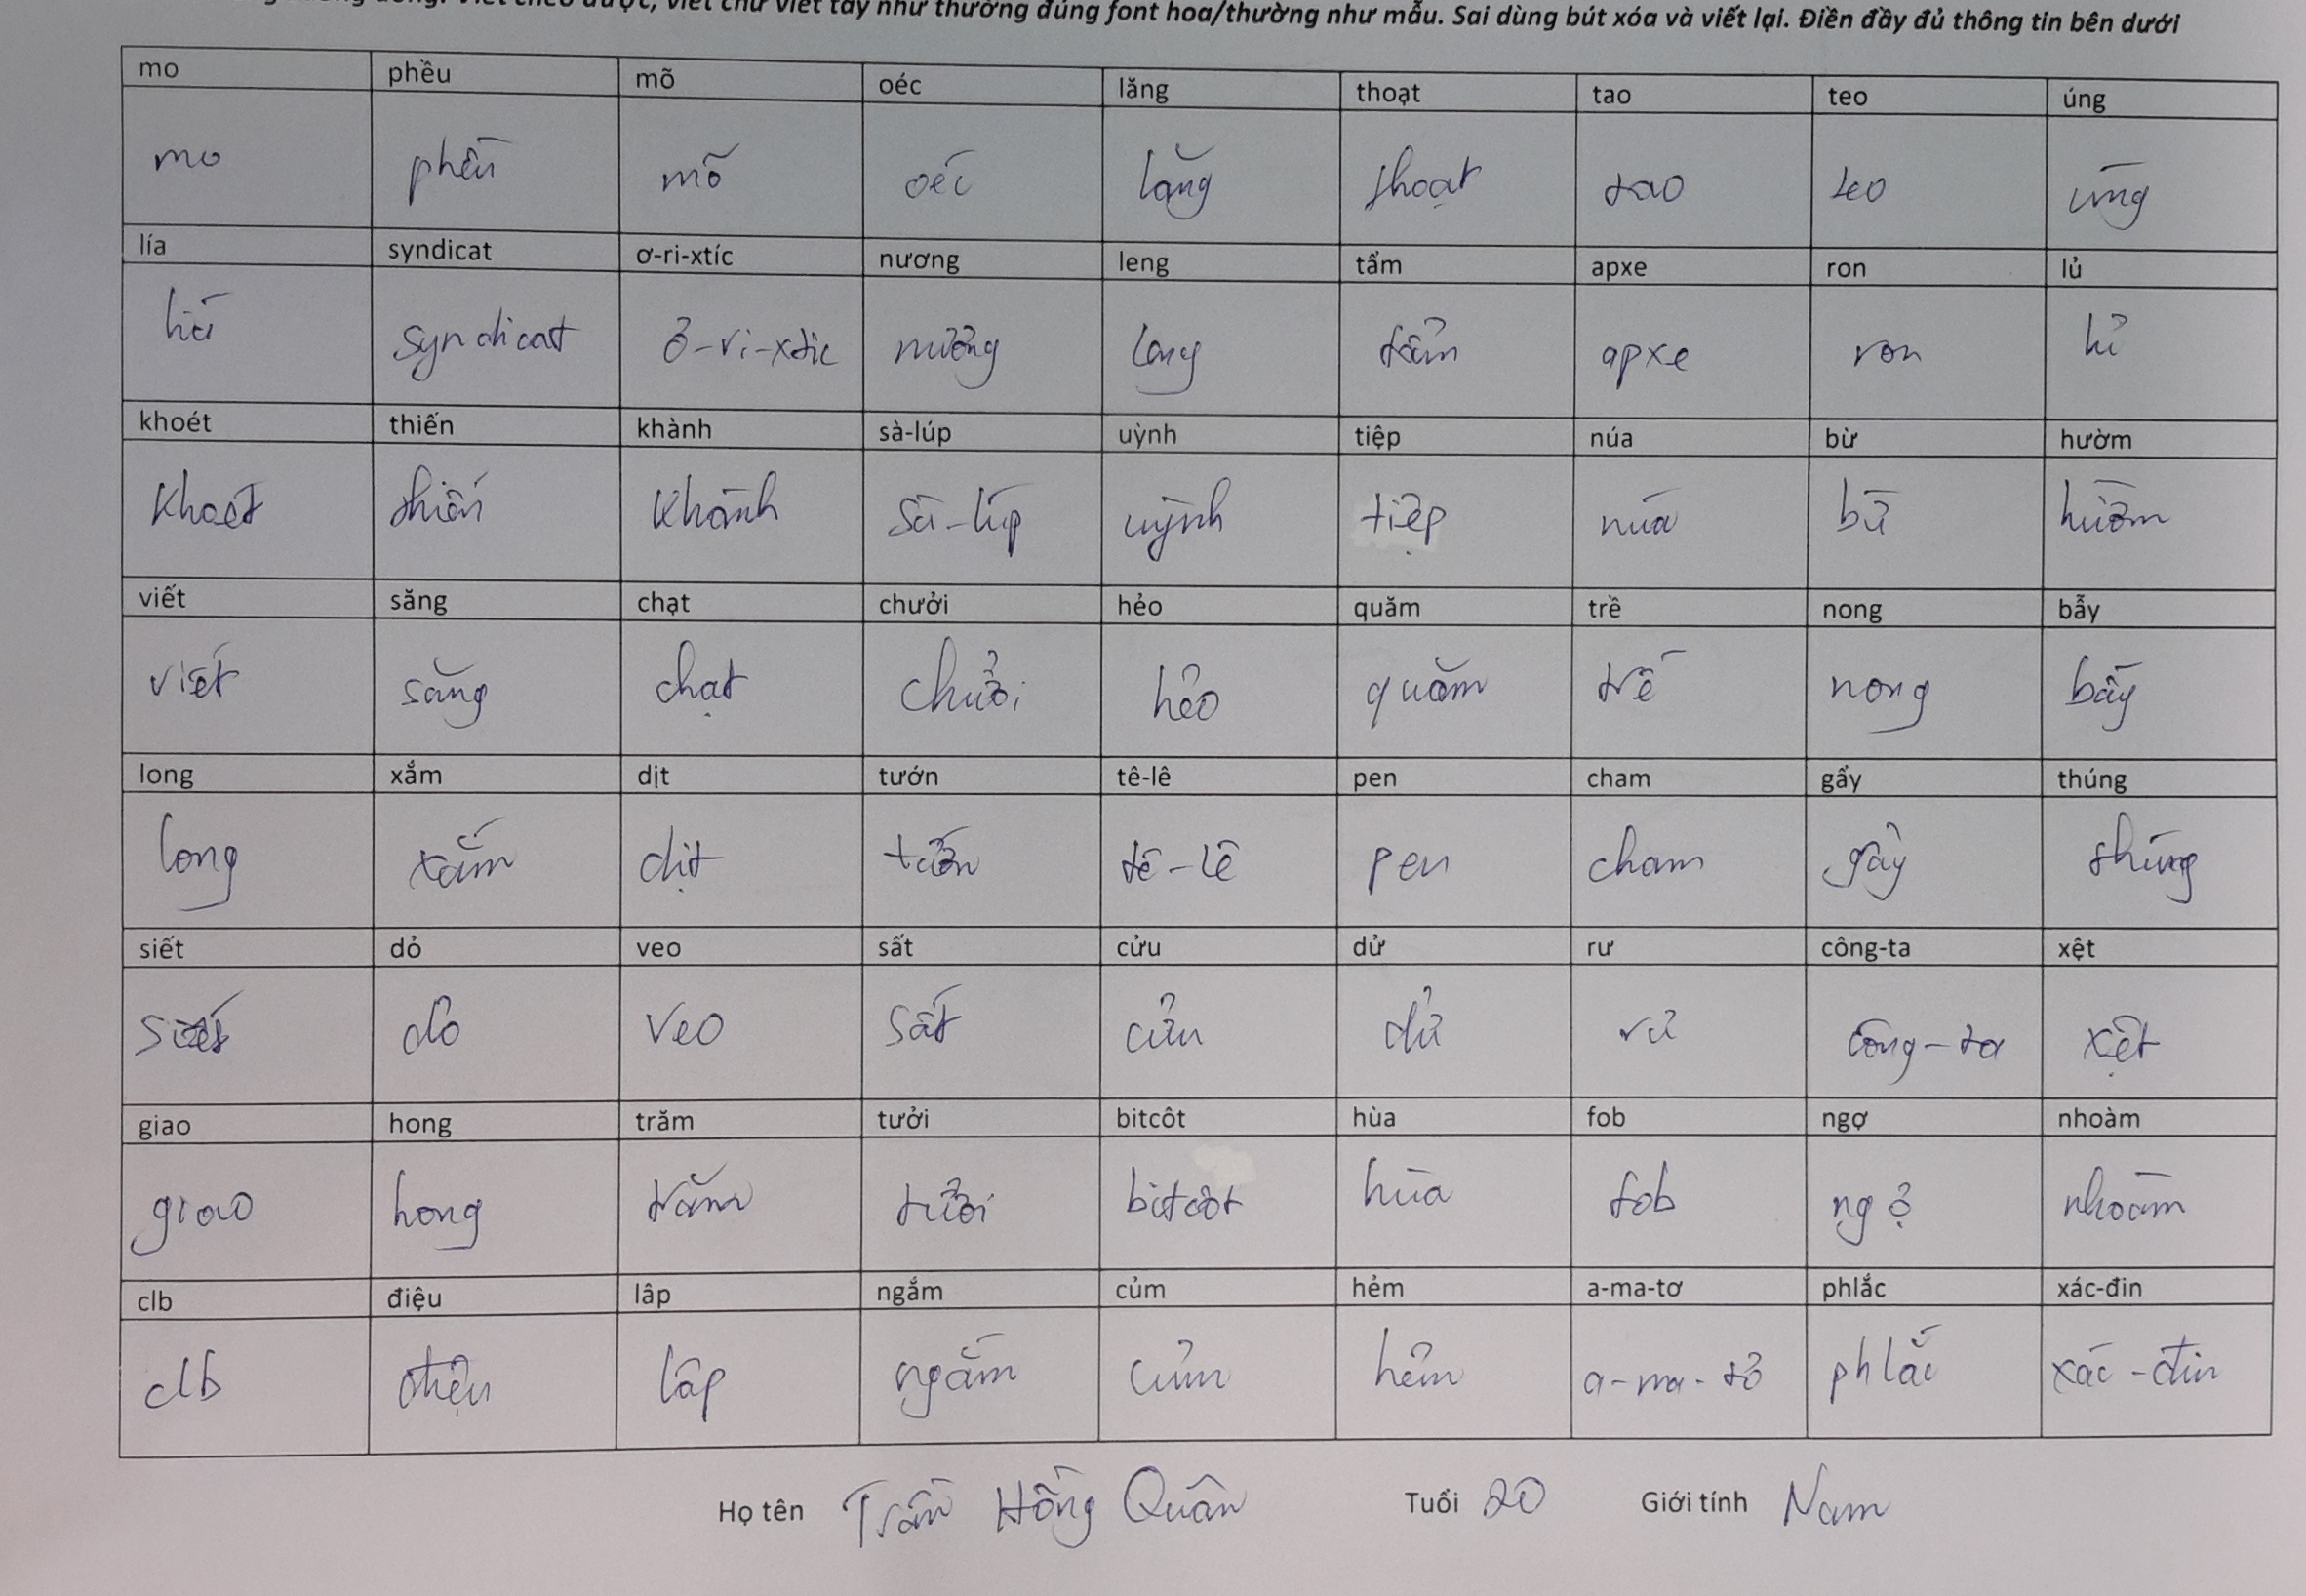 viết theo được, viết chữ viết tay như thường đúng font hoa/thường như mẫu. Sai dùng bút xóa và viết lại. Điền đầy đủ thông tin bên dưới
mo phều mõ oéc lăng thoạt tao teo úng
mo phều mõ oéc lăng thoạt tao teo úng
lía syndicat ơ-ri-xtíc nương leng tẩm apxe ron lủ
lía syndicat ơ-ri-xtíc nương leng tẩm apxe ron lủ
khoét thiến khành sà-lúp uỳnh tiệp núa bừ hườm
khoét thiến khành sà-lúp uỳnh tiệp núa bừ hườm
viết săng chạt chưởi hẻo quăm trề nong bẫy
viết săng chạt chưởi hẻo quăm trế nong bẫy
long xắm dịt tướn tê-lê pen cham gẩy thúng
long xắm dịt tướn tê-lê pen cham gẩy thúng
siết dỏ veo sất cửu dử rư công-ta xệt
siết dỏ veo sất cửu dử rư công-ta xệt
giao hong trăm tưởi bitcôt hùa fob ngợ nhoàm
giao hong trăm tưởi bitcôt hùa fob ngợ nhoàm
clb điệu lâp ngắm củm hẻm a-ma-tơ phlắc xác-đin
clb điệu lâp ngắm củm hẻm a-ma-tơ phlắc xác-đin
Họ tên Trần Hồng Quân Tuổi 20 Giới tính Nam